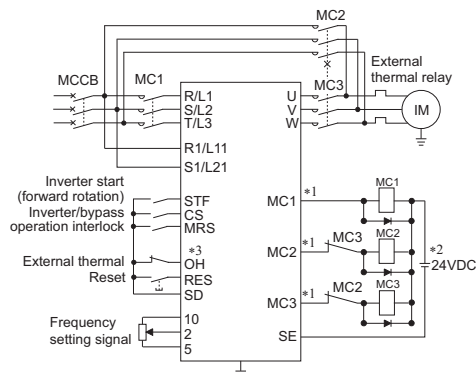 MC2
MCCB
MC1
MC3
External
thermal relay
R/L1
S/L2
T/L3
R1/L11
S1/L21
U
V
W
IM
Inverter start
(forward rotation)
Inverter/bypass
operation interlock
External thermal
Reset
STF
CS
MRS
*3
OH
RES
SD
Frequency
setting signal
10
2
5
MC1
*1
MC1
MC2
*1
MC3
MC2
*2
24VDC
MC3
*1
MC2
MC3
SE